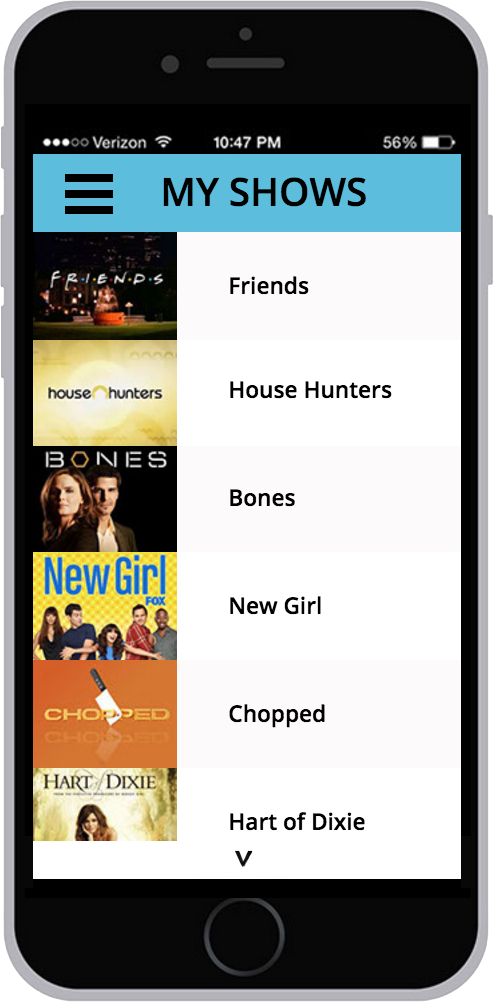 Verizon 10:47 PM 56%
MY SHOWS
F·R·I·E·N·D·S
Friends
house hunters
House Hunters
BONES
Bones
New Girl
FOX
New Girl
CHOPPED
Chopped
HART of DIXIE
Hart of Dixie
v